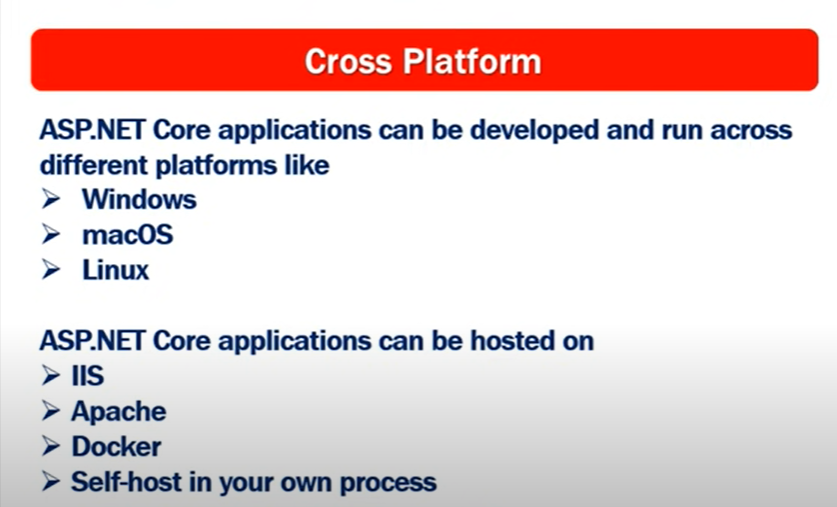 Cross Platform
ASP.NET Core applications can be developed and run across
different platforms like
➢ Windows
➢ macOS
➢ Linux
ASP.NET Core applications can be hosted on
➢ IIS
➢ Apache
➢ Docker
➢ Self-host in your own process